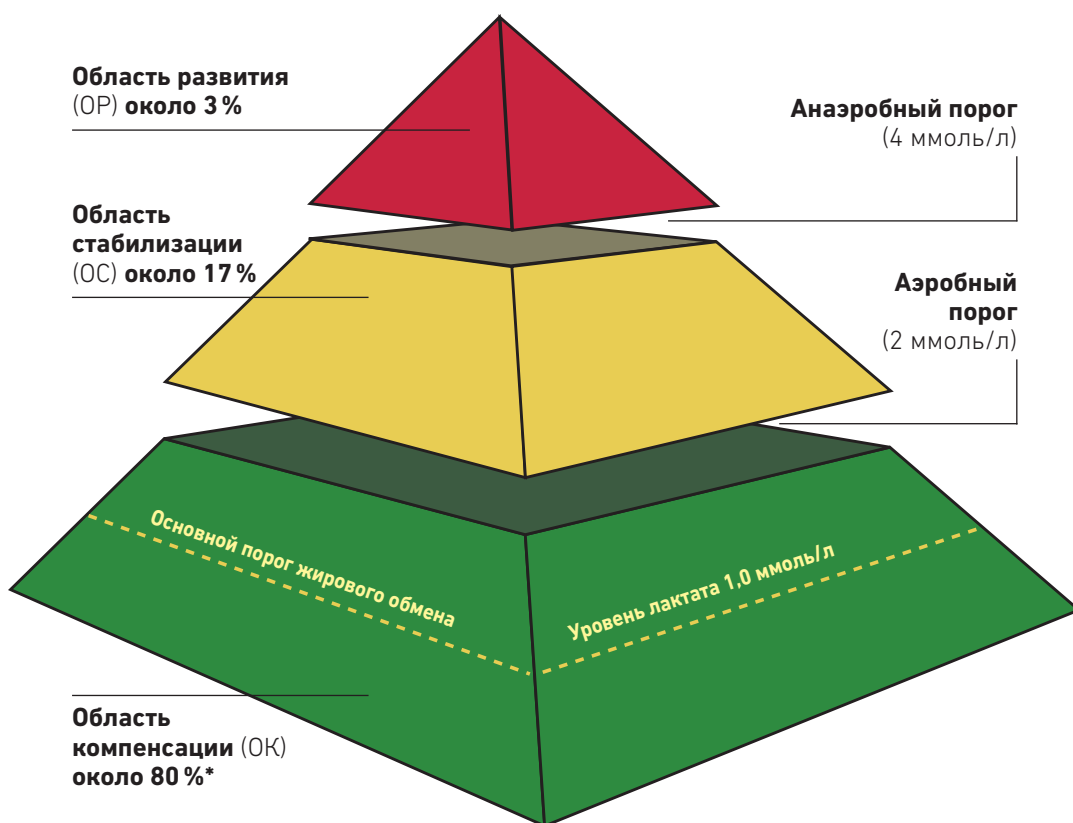 Область развития
(ОР) около 3 %
Анаэробный порог
(4 ммоль/л)
Область
стабилизации
(ОС) около 17 %
Аэробный
порог
(2 ммоль/л)
Основной порог жирового обмена
Уровень лактата 1,0 ммоль/л
Область
компенсации (ОК)
около 80 %*